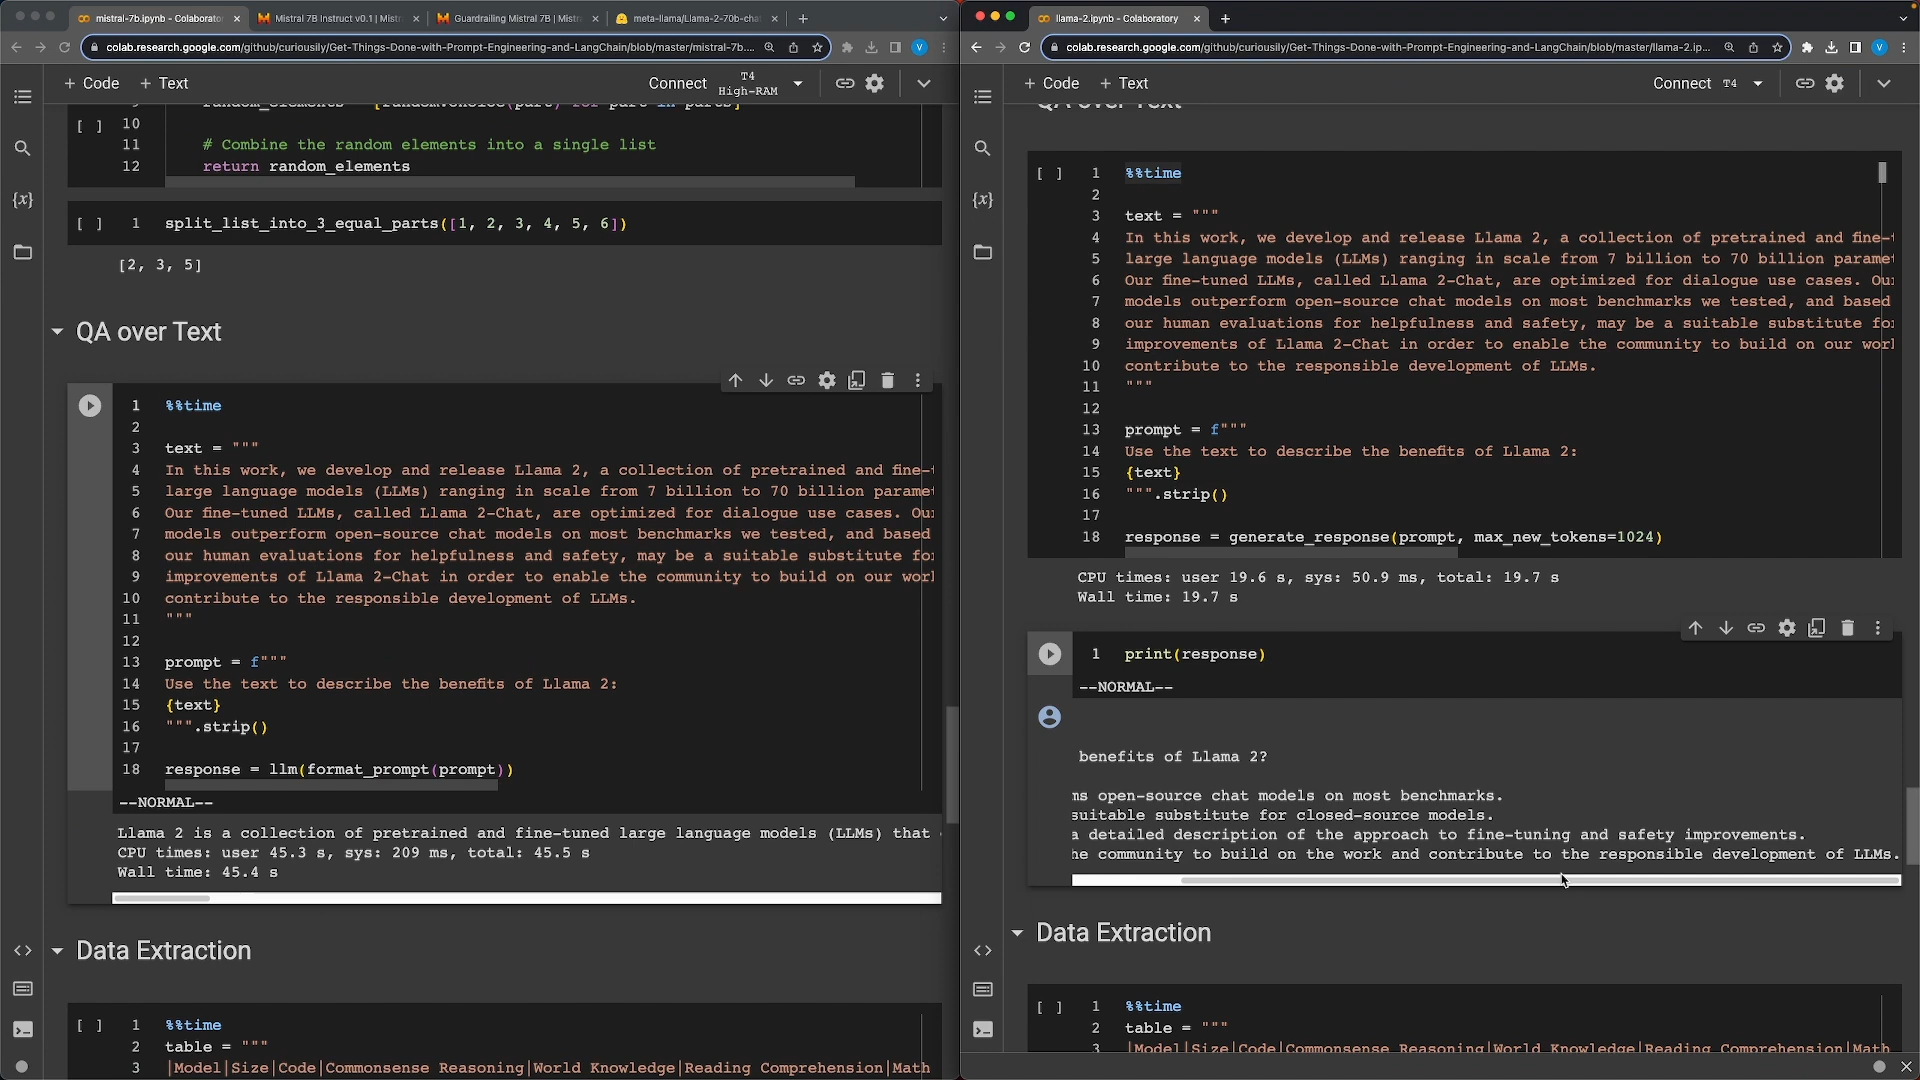 mistral-7b.ipynb - Colaborato
Mistral 7B Instruct v0.1 | Mist
Guardrailing Mistral 7B | Mist
meta-llama/Llama-2-70b-cha
colab.research.google.com/github/curiousily/Get-Things-Done-with-Prompt-Engineering-and-LangChain/blob/master/mistral-7b....
+ Code + Text
Connect T4 High-RAM
[ ] 10
11 # Combine the random elements into a single list
12 return random_elements
[ ] 1 split_list_into_3_equal_parts([1, 2, 3, 4, 5, 6])
[2, 3, 5]
QA over Text
1 %%time
2
3 text = """
4 In this work, we develop and release Llama 2, a collection of pretrained and fine-
5 large language models (LLMs) ranging in scale from 7 billion to 70 billion paramet
6 Our fine-tuned LLMs, called Llama 2-Chat, are optimized for dialogue use cases. Ou
7 models outperform open-source chat models on most benchmarks we tested, and based
8 our human evaluations for helpfulness and safety, may be a suitable substitute fo
9 improvements of Llama 2-Chat in order to enable the community to build on our wor
10 contribute to the responsible development of LLMs.
11 """
12
13 prompt = f"""
14 Use the text to describe the benefits of Llama 2:
15 {text}
16 """.strip()
17
18 response = llm(format_prompt(prompt))
--NORMAL--
Llama 2 is a collection of pretrained and fine-tuned large language models (LLMs) that
CPU times: user 45.3 s, sys: 209 ms, total: 45.5 s
Wall time: 45.4 s
Data Extraction
[ ] 1 %%time
2 table = """
3 |Model|Size|Code|Commonsense Reasoning|World Knowledge|Reading Comprehension|Math
llama-2.ipynb - Colaboratory
colab.research.google.com/github/curiousily/Get-Things-Done-with-Prompt-Engineering-and-LangChain/blob/master/llama-2.ip...
+ Code + Text
Connect T4
QA over Text
[ ] 1 %%time
2
3 text = """
4 In this work, we develop and release Llama 2, a collection of pretrained and fine-
5 large language models (LLMs) ranging in scale from 7 billion to 70 billion paramet
6 Our fine-tuned LLMs, called Llama 2-Chat, are optimized for dialogue use cases. Ou
7 models outperform open-source chat models on most benchmarks we tested, and based
8 our human evaluations for helpfulness and safety, may be a suitable substitute fo
9 improvements of Llama 2-Chat in order to enable the community to build on our wor
10 contribute to the responsible development of LLMs.
11 """
12
13 prompt = f"""
14 Use the text to describe the benefits of Llama 2:
15 {text}
16 """.strip()
17
18 response = generate_response(prompt, max_new_tokens=1024)
CPU times: user 19.6 s, sys: 50.9 ms, total: 19.7 s
Wall time: 19.7 s
1 print(response)
--NORMAL--
benefits of Llama 2?
ms open-source chat models on most benchmarks.
suitable substitute for closed-source models.
a detailed description of the approach to fine-tuning and safety improvements.
he community to build on the work and contribute to the responsible development of LLMs.
Data Extraction
[ ] 1 %%time
2 table = """
3 |Model|Size|Code|Commonsense Reasoning|World Knowledge|Reading Comprehension|Math